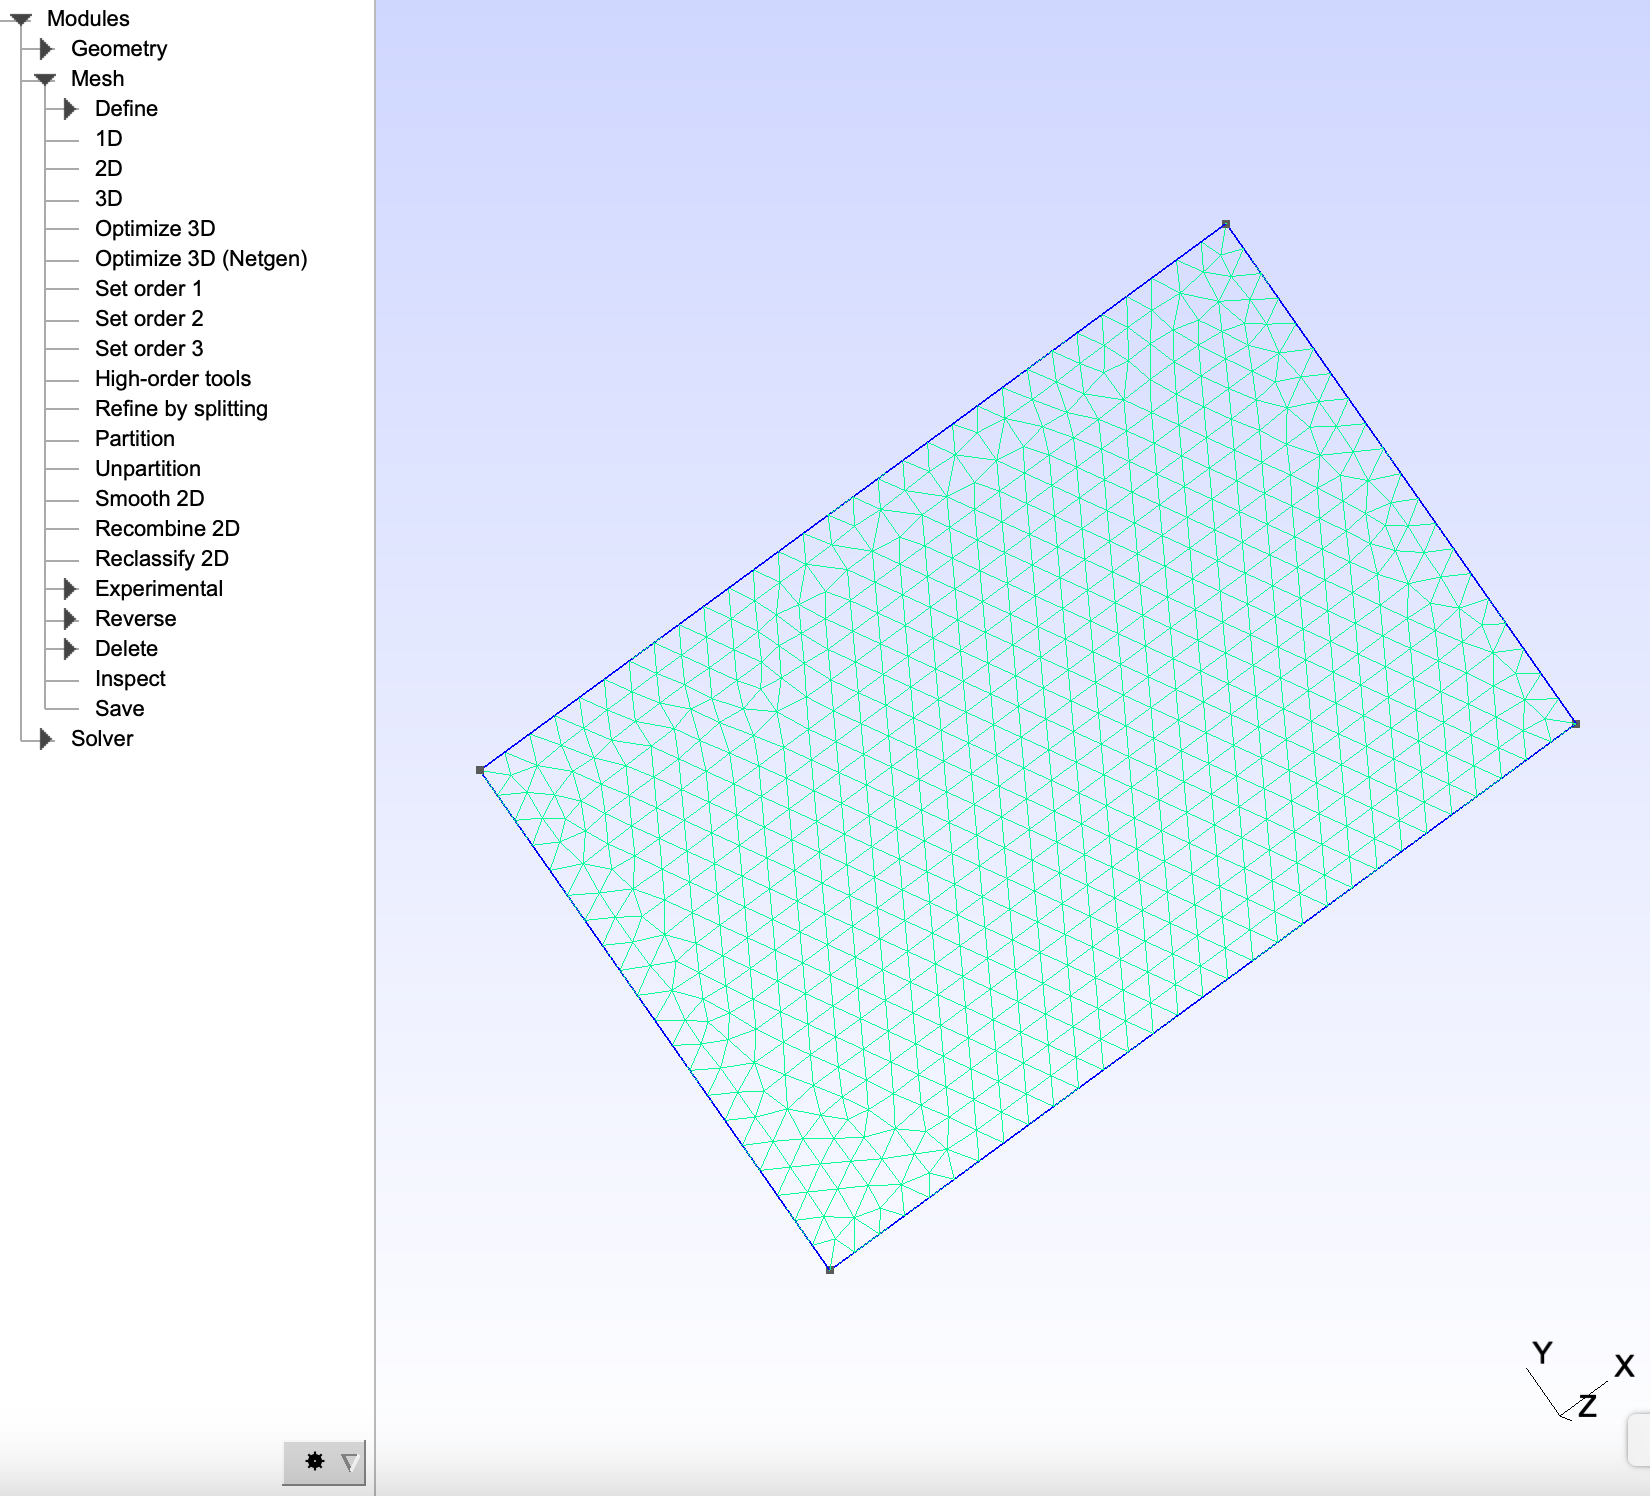 Modules
Geometry
Mesh
Define
1D
2D
3D
Optimize 3D
Optimize 3D (Netgen)
Set order 1
Set order 2
Set order 3
High-order tools
Refine by splitting
Partition
Unpartition
Smooth 2D
Recombine 2D
Reclassify 2D
Experimental
Reverse
Delete
Inspect
Save
Solver
Y
X
Z